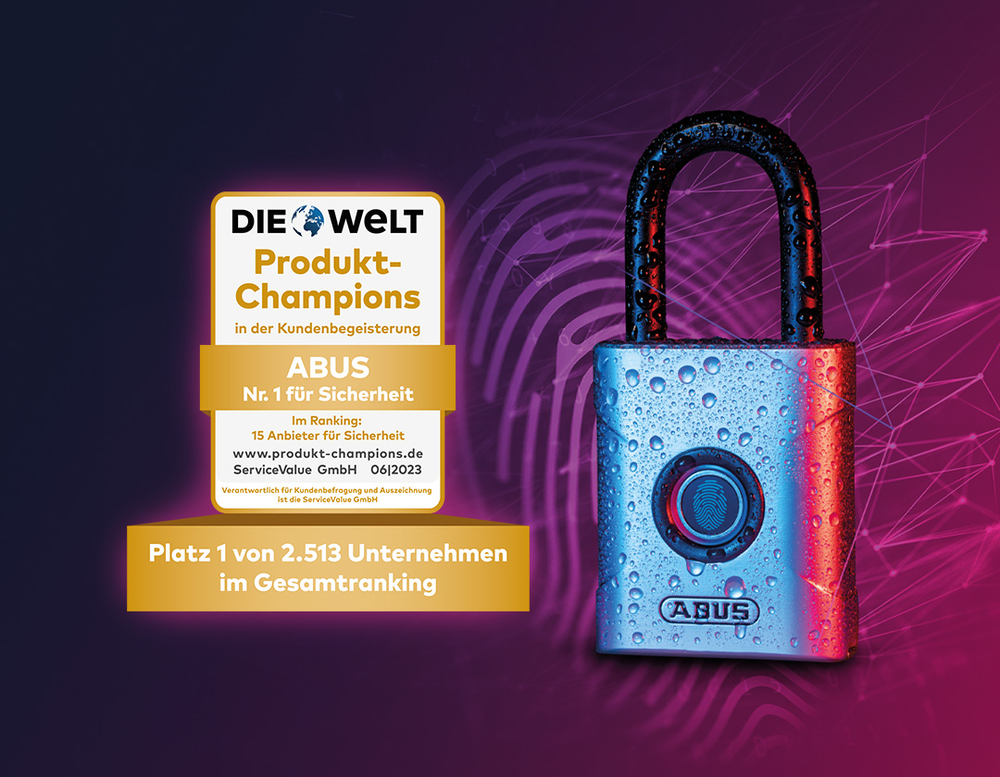 DIE WELT
Produkt-
Champions
in der Kundenbegeisterung
ABUS
Nr. 1 für Sicherheit
Im Ranking:
15 Anbieter für Sicherheit
www.produkt-champions.de
ServiceValue GmbH 06|2023
Verantwortlich für Kundenbefragung und Auszeichnung
ist die ServiceValue GmbH
Platz 1 von 2.513 Unternehmen
im Gesamtranking
ABUS